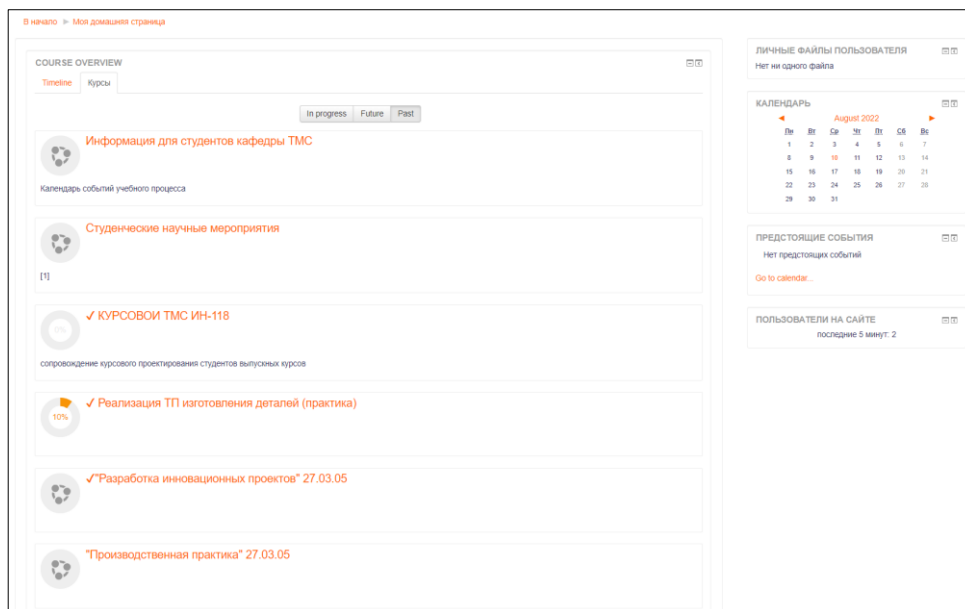 В начало ► Моя домашняя страница
COURSE OVERVIEW
Timeline Курсы
In progress Future Past
Информация для студентов кафедры ТМС
Календарь событий учебного процесса
Студенческие научные мероприятия
[1]
0%
✓ КУРСОВОЙ ТМС ИН-118
сопровождение курсового проектирования студентов выпускных курсов
10%
✓ Реализация ТП изготовления деталей (практика)
✓"Разработка инновационных проектов" 27.03.05
"Производственная практика" 27.03.05
ЛИЧНЫЕ ФАЙЛЫ ПОЛЬЗОВАТЕЛЯ
Нет ни одного файла
КАЛЕНДАРЬ
◄ August 2022 ►
Пн Вт Ср Чт Пт Сб Вс
1 2 3 4 5 6 7
8 9 10 11 12 13 14
15 16 17 18 19 20 21
22 23 24 25 26 27 28
29 30 31
ПРЕДСТОЯЩИЕ СОБЫТИЯ
Нет предстоящих событий
Go to calendar...
ПОЛЬЗОВАТЕЛИ НА САЙТЕ
последние 5 минут: 2